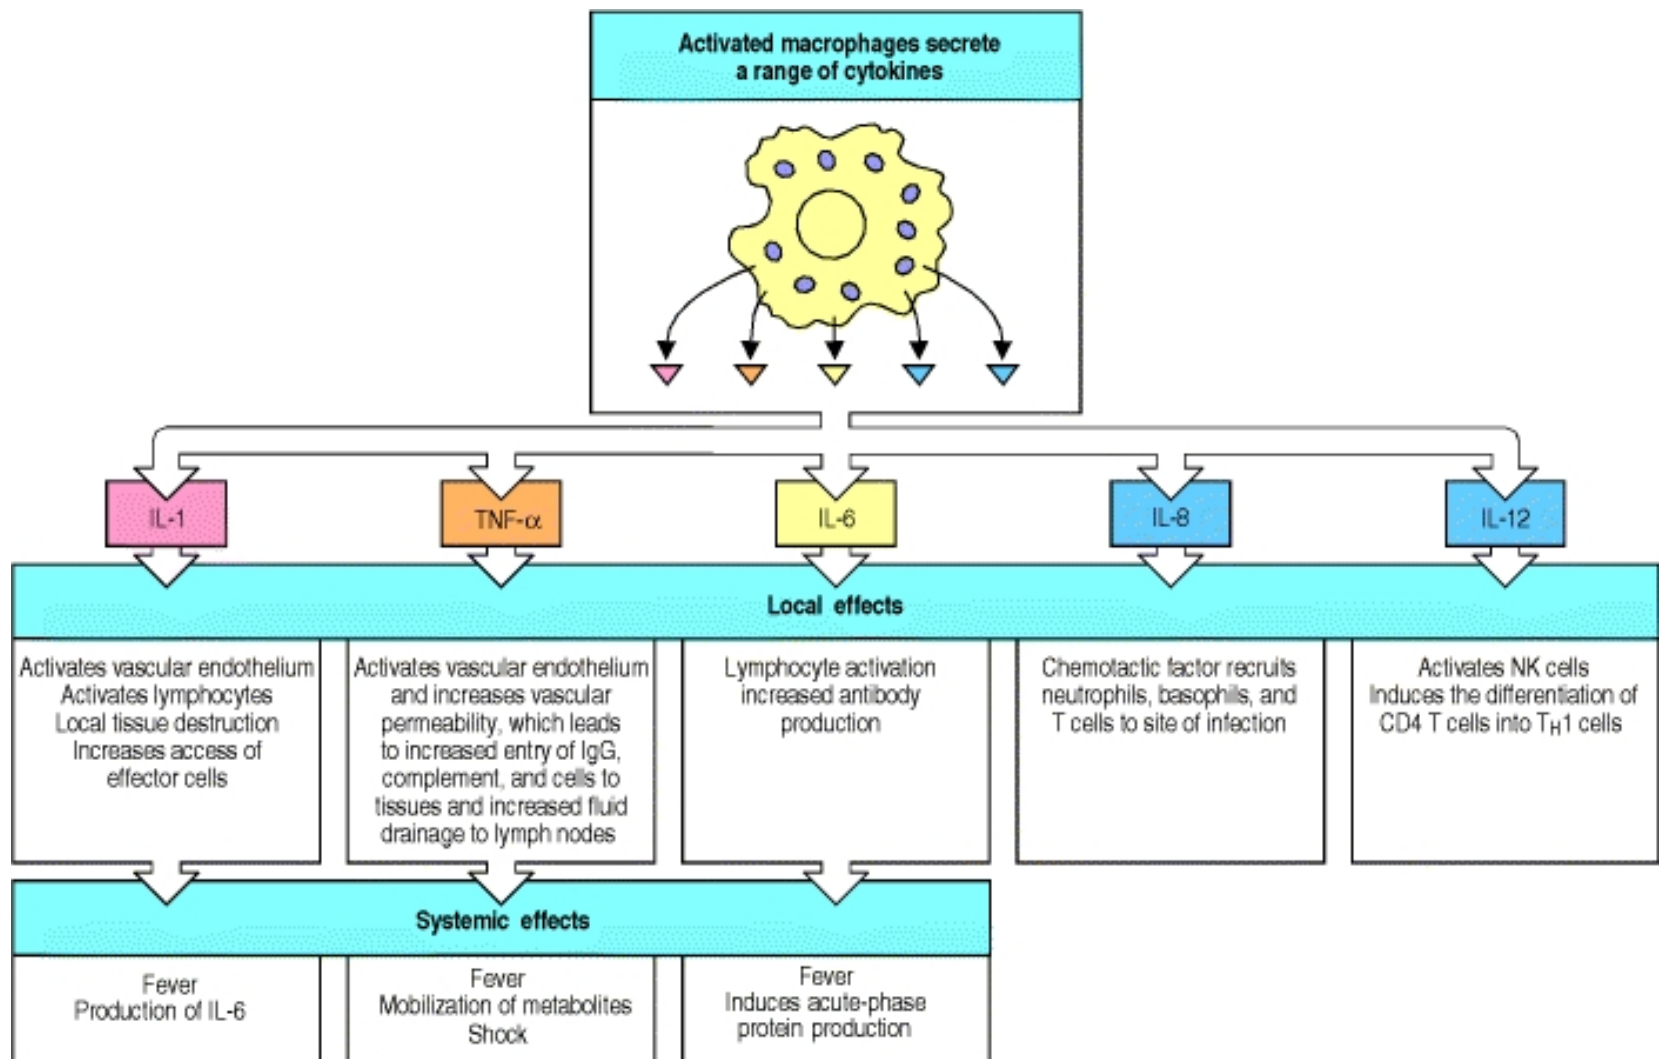 Activated macrophages secrete
a range of cytokines
IL-1
TNF-α
IL-6
IL-8
IL-12
Local effects
Activates vascular endothelium
Activates lymphocytes
Local tissue destruction
Increases access of
effector cells
Activates vascular endothelium
and increases vascular
permeability, which leads
to increased entry of IgG,
complement, and cells to
tissues and increased fluid
drainage to lymph nodes
Lymphocyte activation
increased antibody
production
Chemotactic factor recruits
neutrophils, basophils, and
T cells to site of infection
Activates NK cells
Induces the differentiation of
CD4 T cells into TH1 cells
Systemic effects
Fever
Production of IL-6
Fever
Mobilization of metabolites
Shock
Fever
Induces acute-phase
protein production